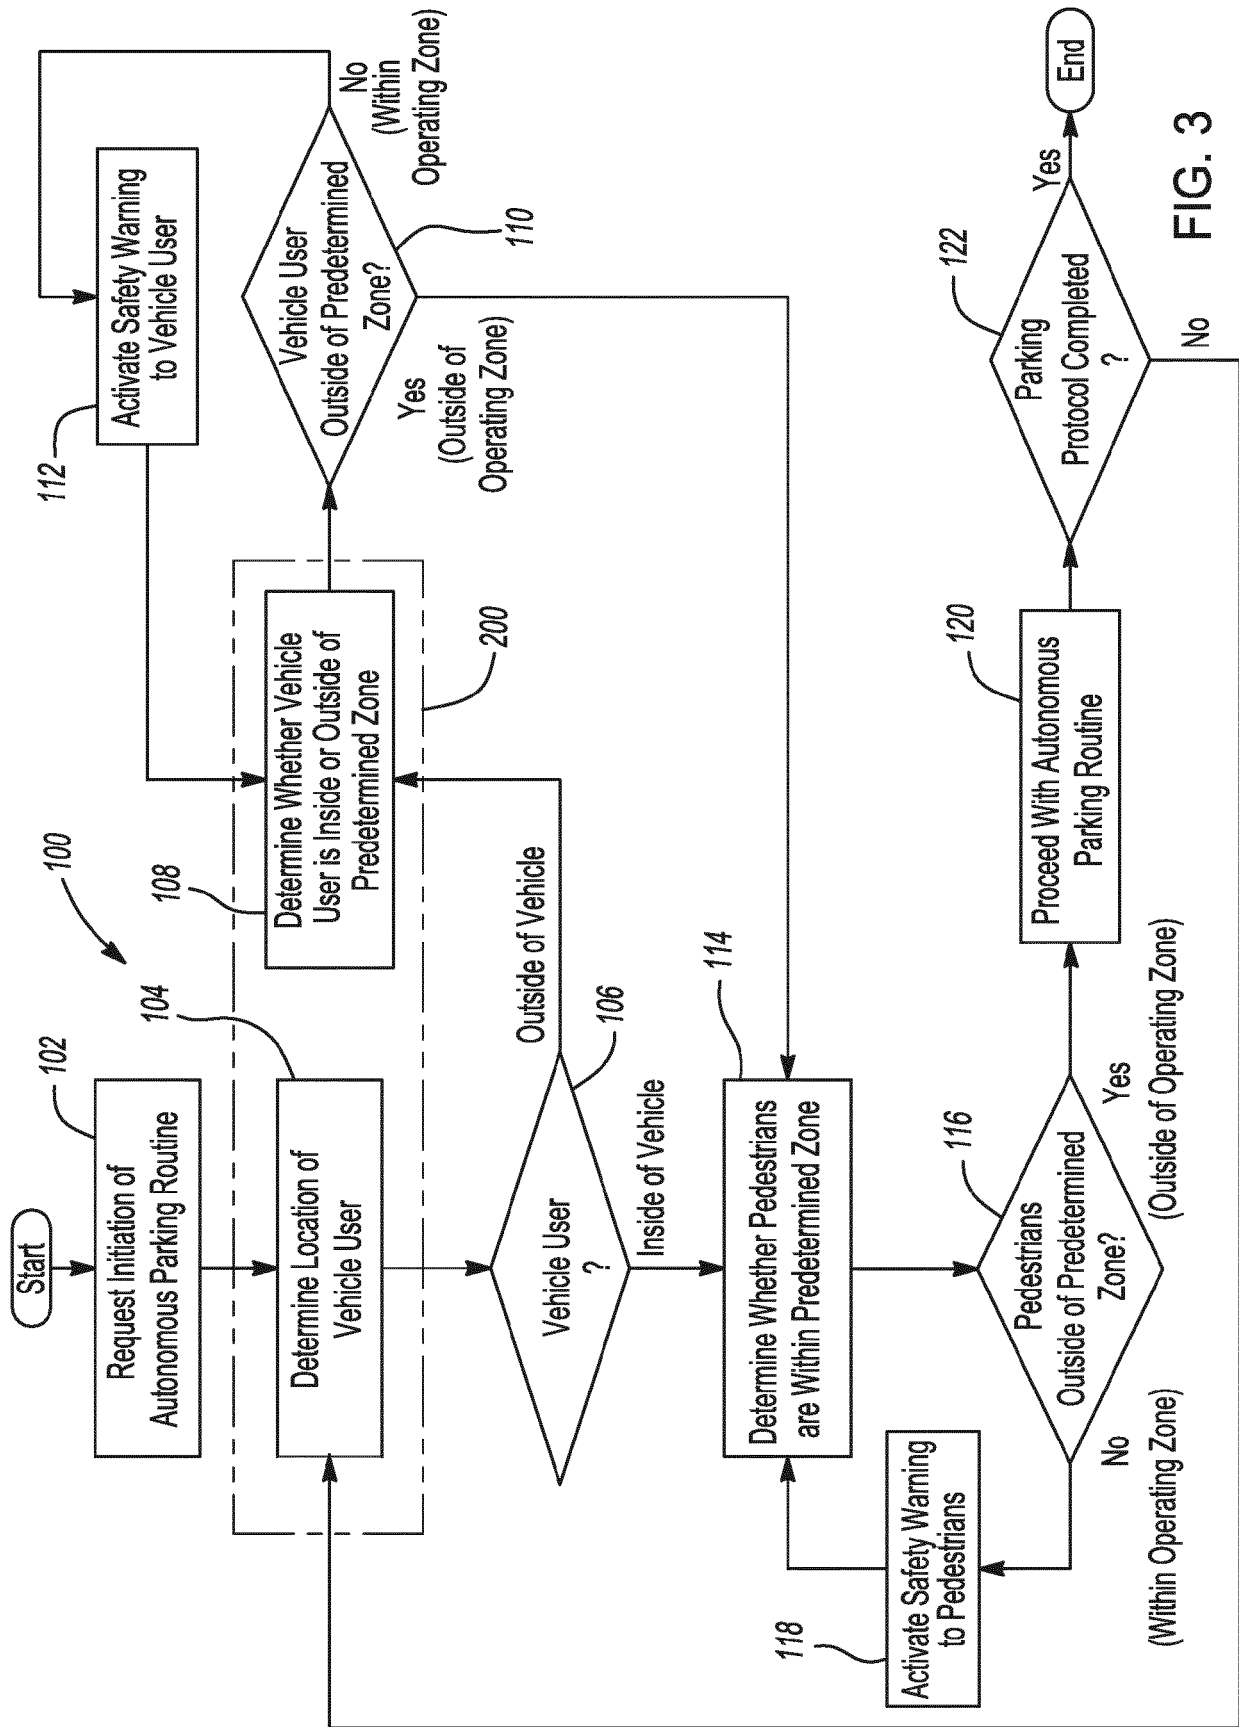 Start
102
Request Initiation of
Autonomous Parking Routine
100
104
Determine Location of
Vehicle User
106
Vehicle User
?
Outside of Vehicle
Inside of Vehicle
108
Determine Whether Vehicle
User is Inside or Outside of
Predetermined Zone
200
112
Activate Safety Warning
to Vehicle User
Vehicle User
Outside of Predetermined
Zone?
110
No
(Within
Operating Zone)
Yes
(Outside of
Operating Zone)
114
Determine Whether Pedestrians
are Within Predetermined Zone
116
Pedestrians
Outside of Predetermined
Zone?
No
(Within Operating Zone)
118
Activate Safety Warning
to Pedestrians
Yes
(Outside of Operating Zone)
120
Proceed With Autonomous
Parking Routine
122
Parking
Protocol Completed
?
No
Yes
End
FIG. 3